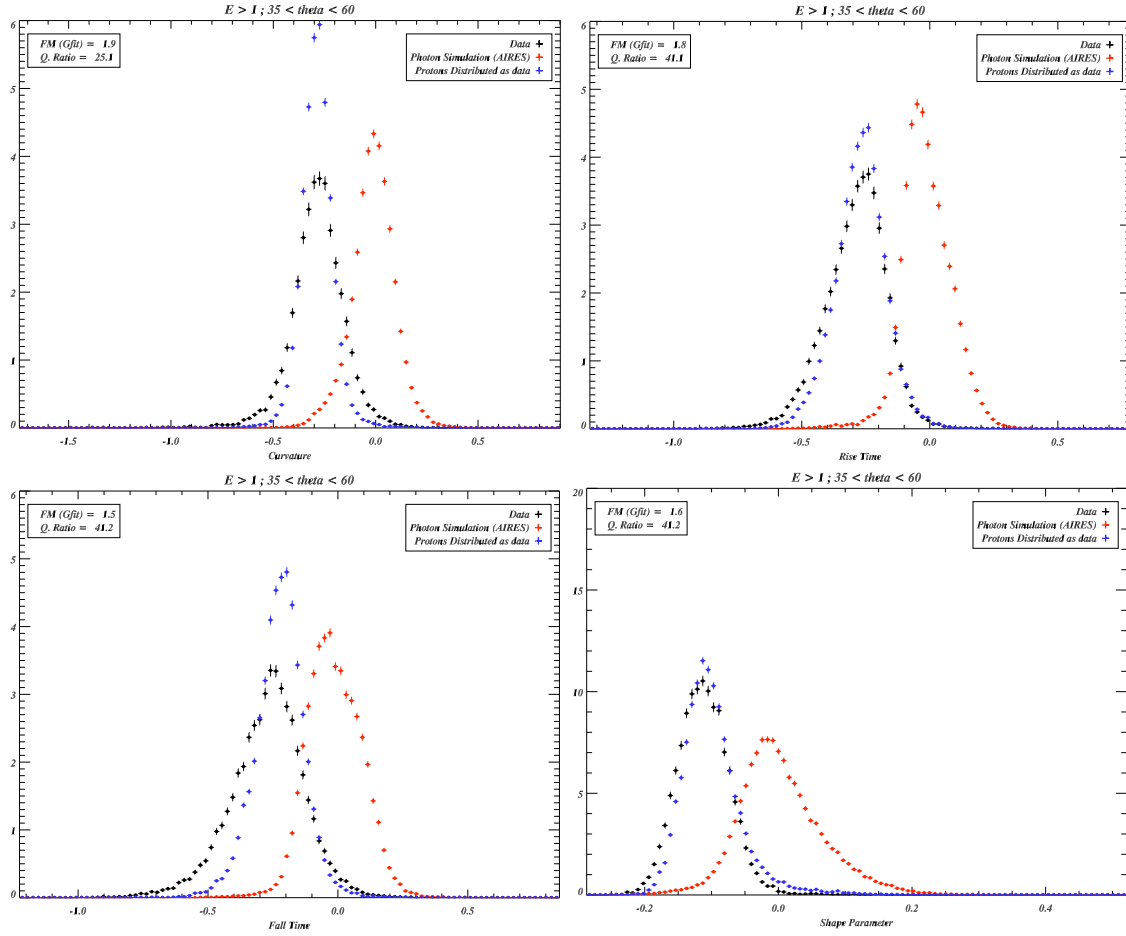 E > 1 ; 35 < theta < 60
FM (Gfit) = 1.9
Q. Ratio = 25.1
Data
Photon Simulation (AIRES)
Protons Distributed as data
6
5
4
3
2
1
0
-1.5
-1.0
-0.5
0.0
0.5
Curvature
E > 1 ; 35 < theta < 60
FM (Gfit) = 1.8
Q. Ratio = 41.1
Data
Photon Simulation (AIRES)
Protons Distributed as data
6
5
4
3
2
1
0
-1.0
-0.5
0.0
0.5
Rise Time
E > 1 ; 35 < theta < 60
FM (Gfit) = 1.5
Q. Ratio = 41.2
Data
Photon Simulation (AIRES)
Protons Distributed as data
6
5
4
3
2
1
0
-1.0
-0.5
0.0
0.5
Fall Time
E > 1 ; 35 < theta < 60
FM (Gfit) = 1.6
Q. Ratio = 41.2
Data
Photon Simulation (AIRES)
Protons Distributed as data
20
15
10
5
0
-0.2
0.0
0.2
0.4
Shape Parameter